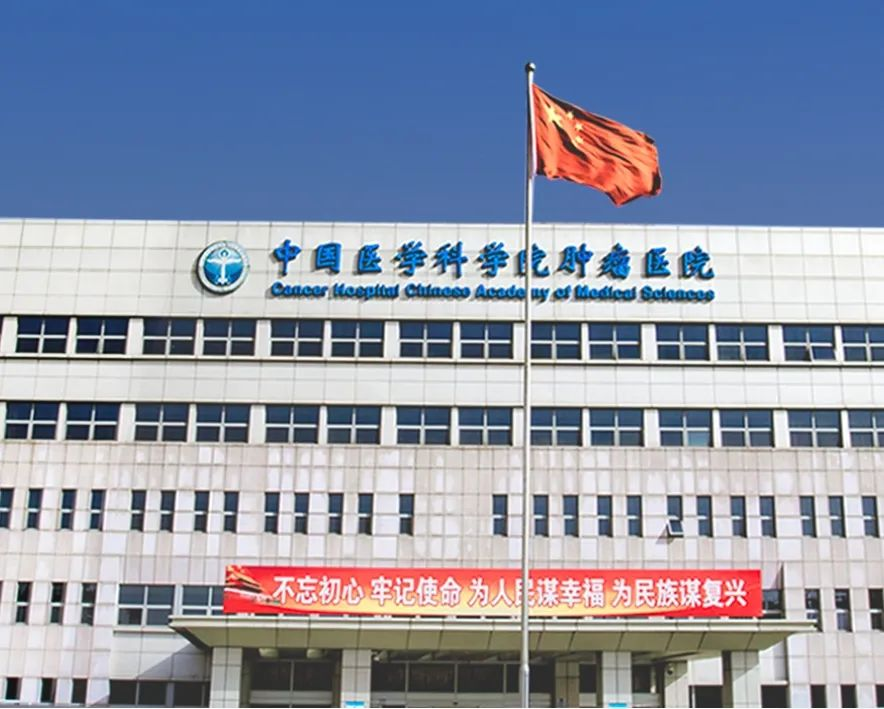 中国医学科学院肿瘤医院
Cancer Hospital Chinese Academy of Medical Sciences
不忘初心 牢记使命 为人民谋幸福 为民族谋复兴